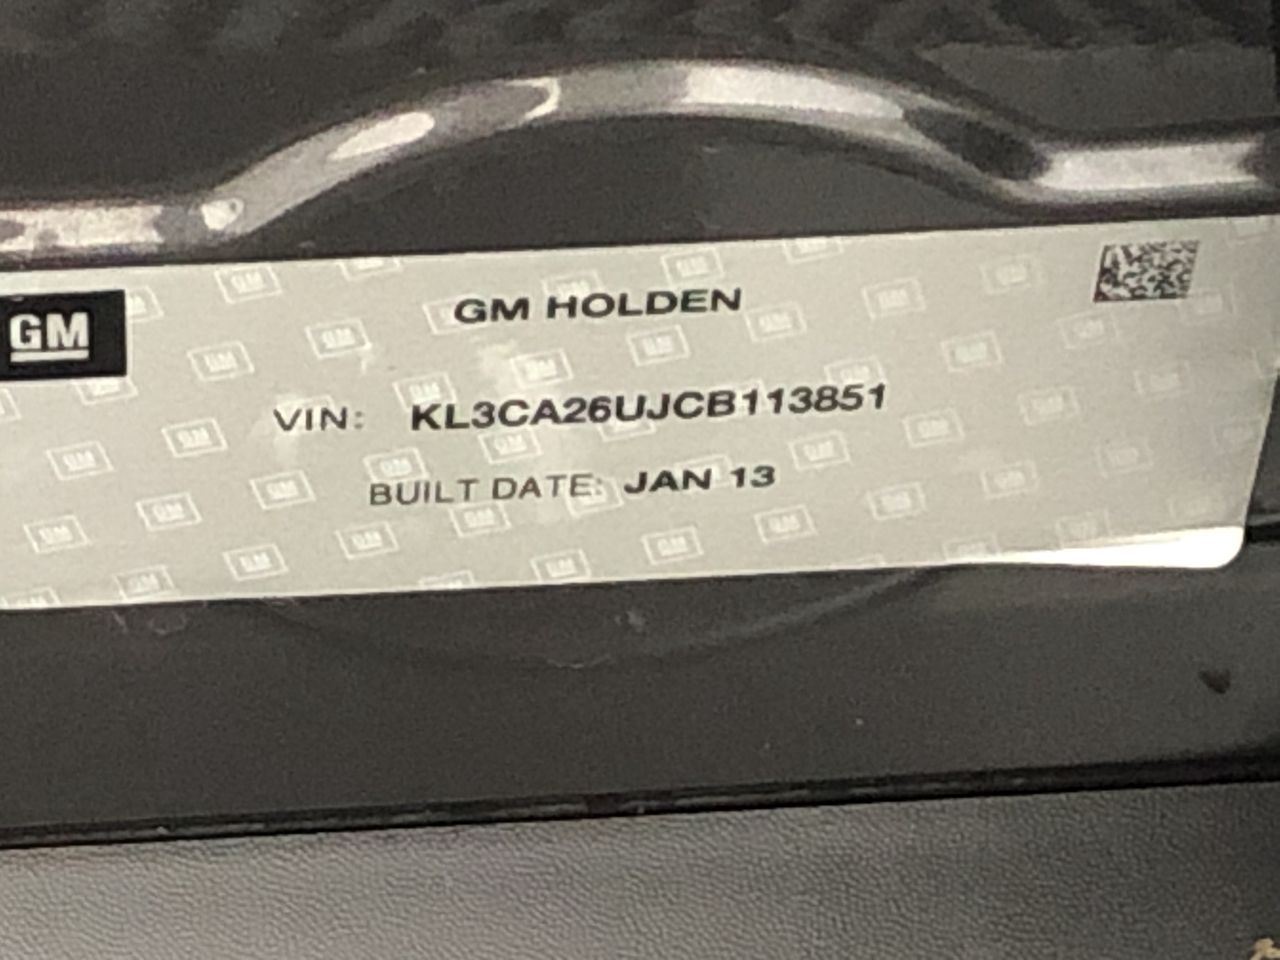 GM
GM HOLDEN
VIN: KL3CA26UJCB113851
BUILT DATE: JAN 13